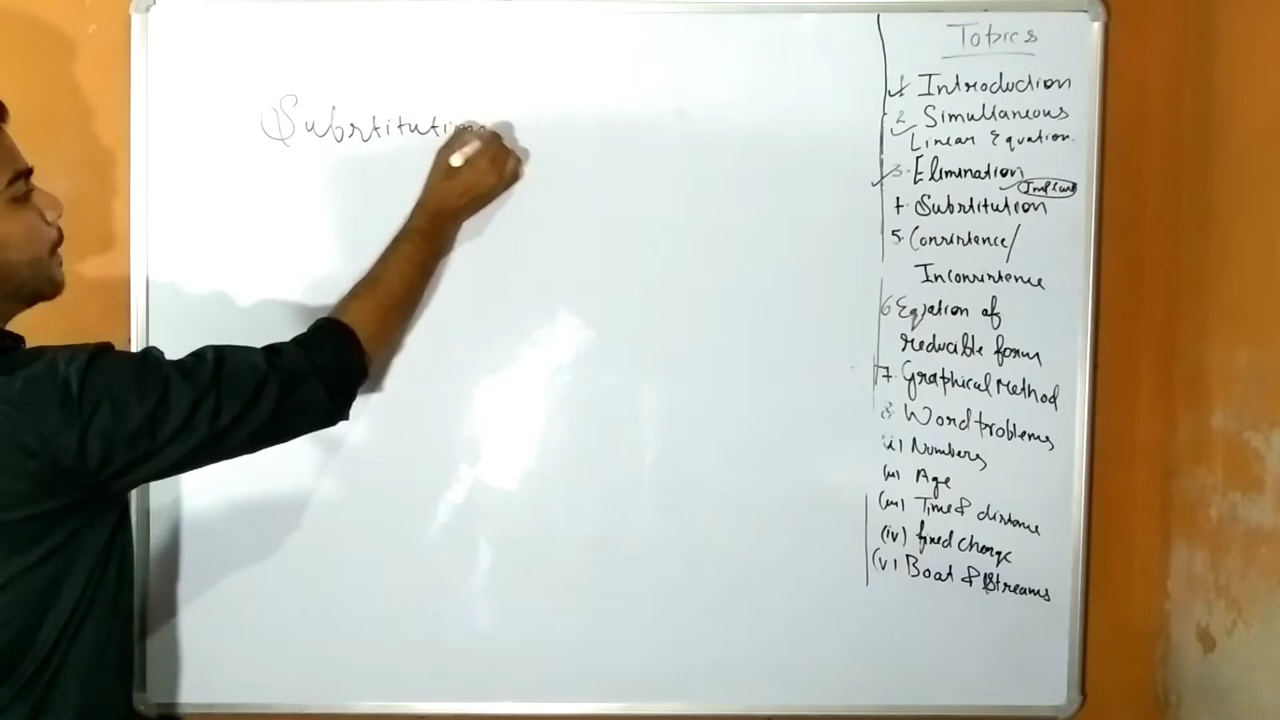 Substitution
Topics
1 Introduction
2 Simultaneous
Linear Equation
3. Elimination
4. Substitution
5. Consistence/
Inconsistence
6 Eqation of
reducible form
7. Graphical Method
8. Word problems
(i) Numbers
(ii) Age
(iii) Time & distance
(iv) fixed charge
(v) Boat & Streams